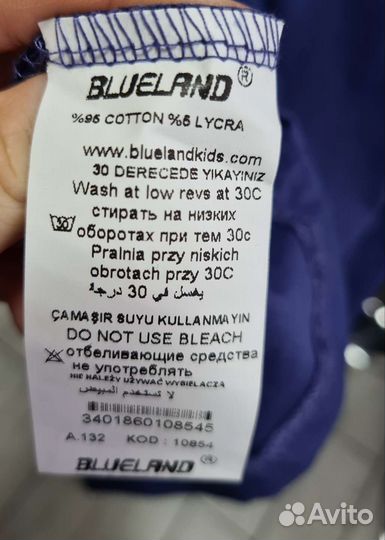 BLUELAND ®
%95 COTTON %5 LYCRA
www.bluelandkids.com
30 DERECEDE YIKAYINIZ
Wash at low revs at 30C
стирать на низких
30 оборотах при тем 30c
Pralnia przy niskich
obrotach przy 30C
يغسل في 30 درجة
ÇAMAŞIR SUYU KULLANMAYIN
DO NOT USE BLEACH
отбеливающие средства
не употреблять
NIE NALEŻY UŻYWAĆ WYBIELACZA
لا تستخدم المبيض
3401860108545
A.132 KOD : 10854
BLUELAND ®
Avito